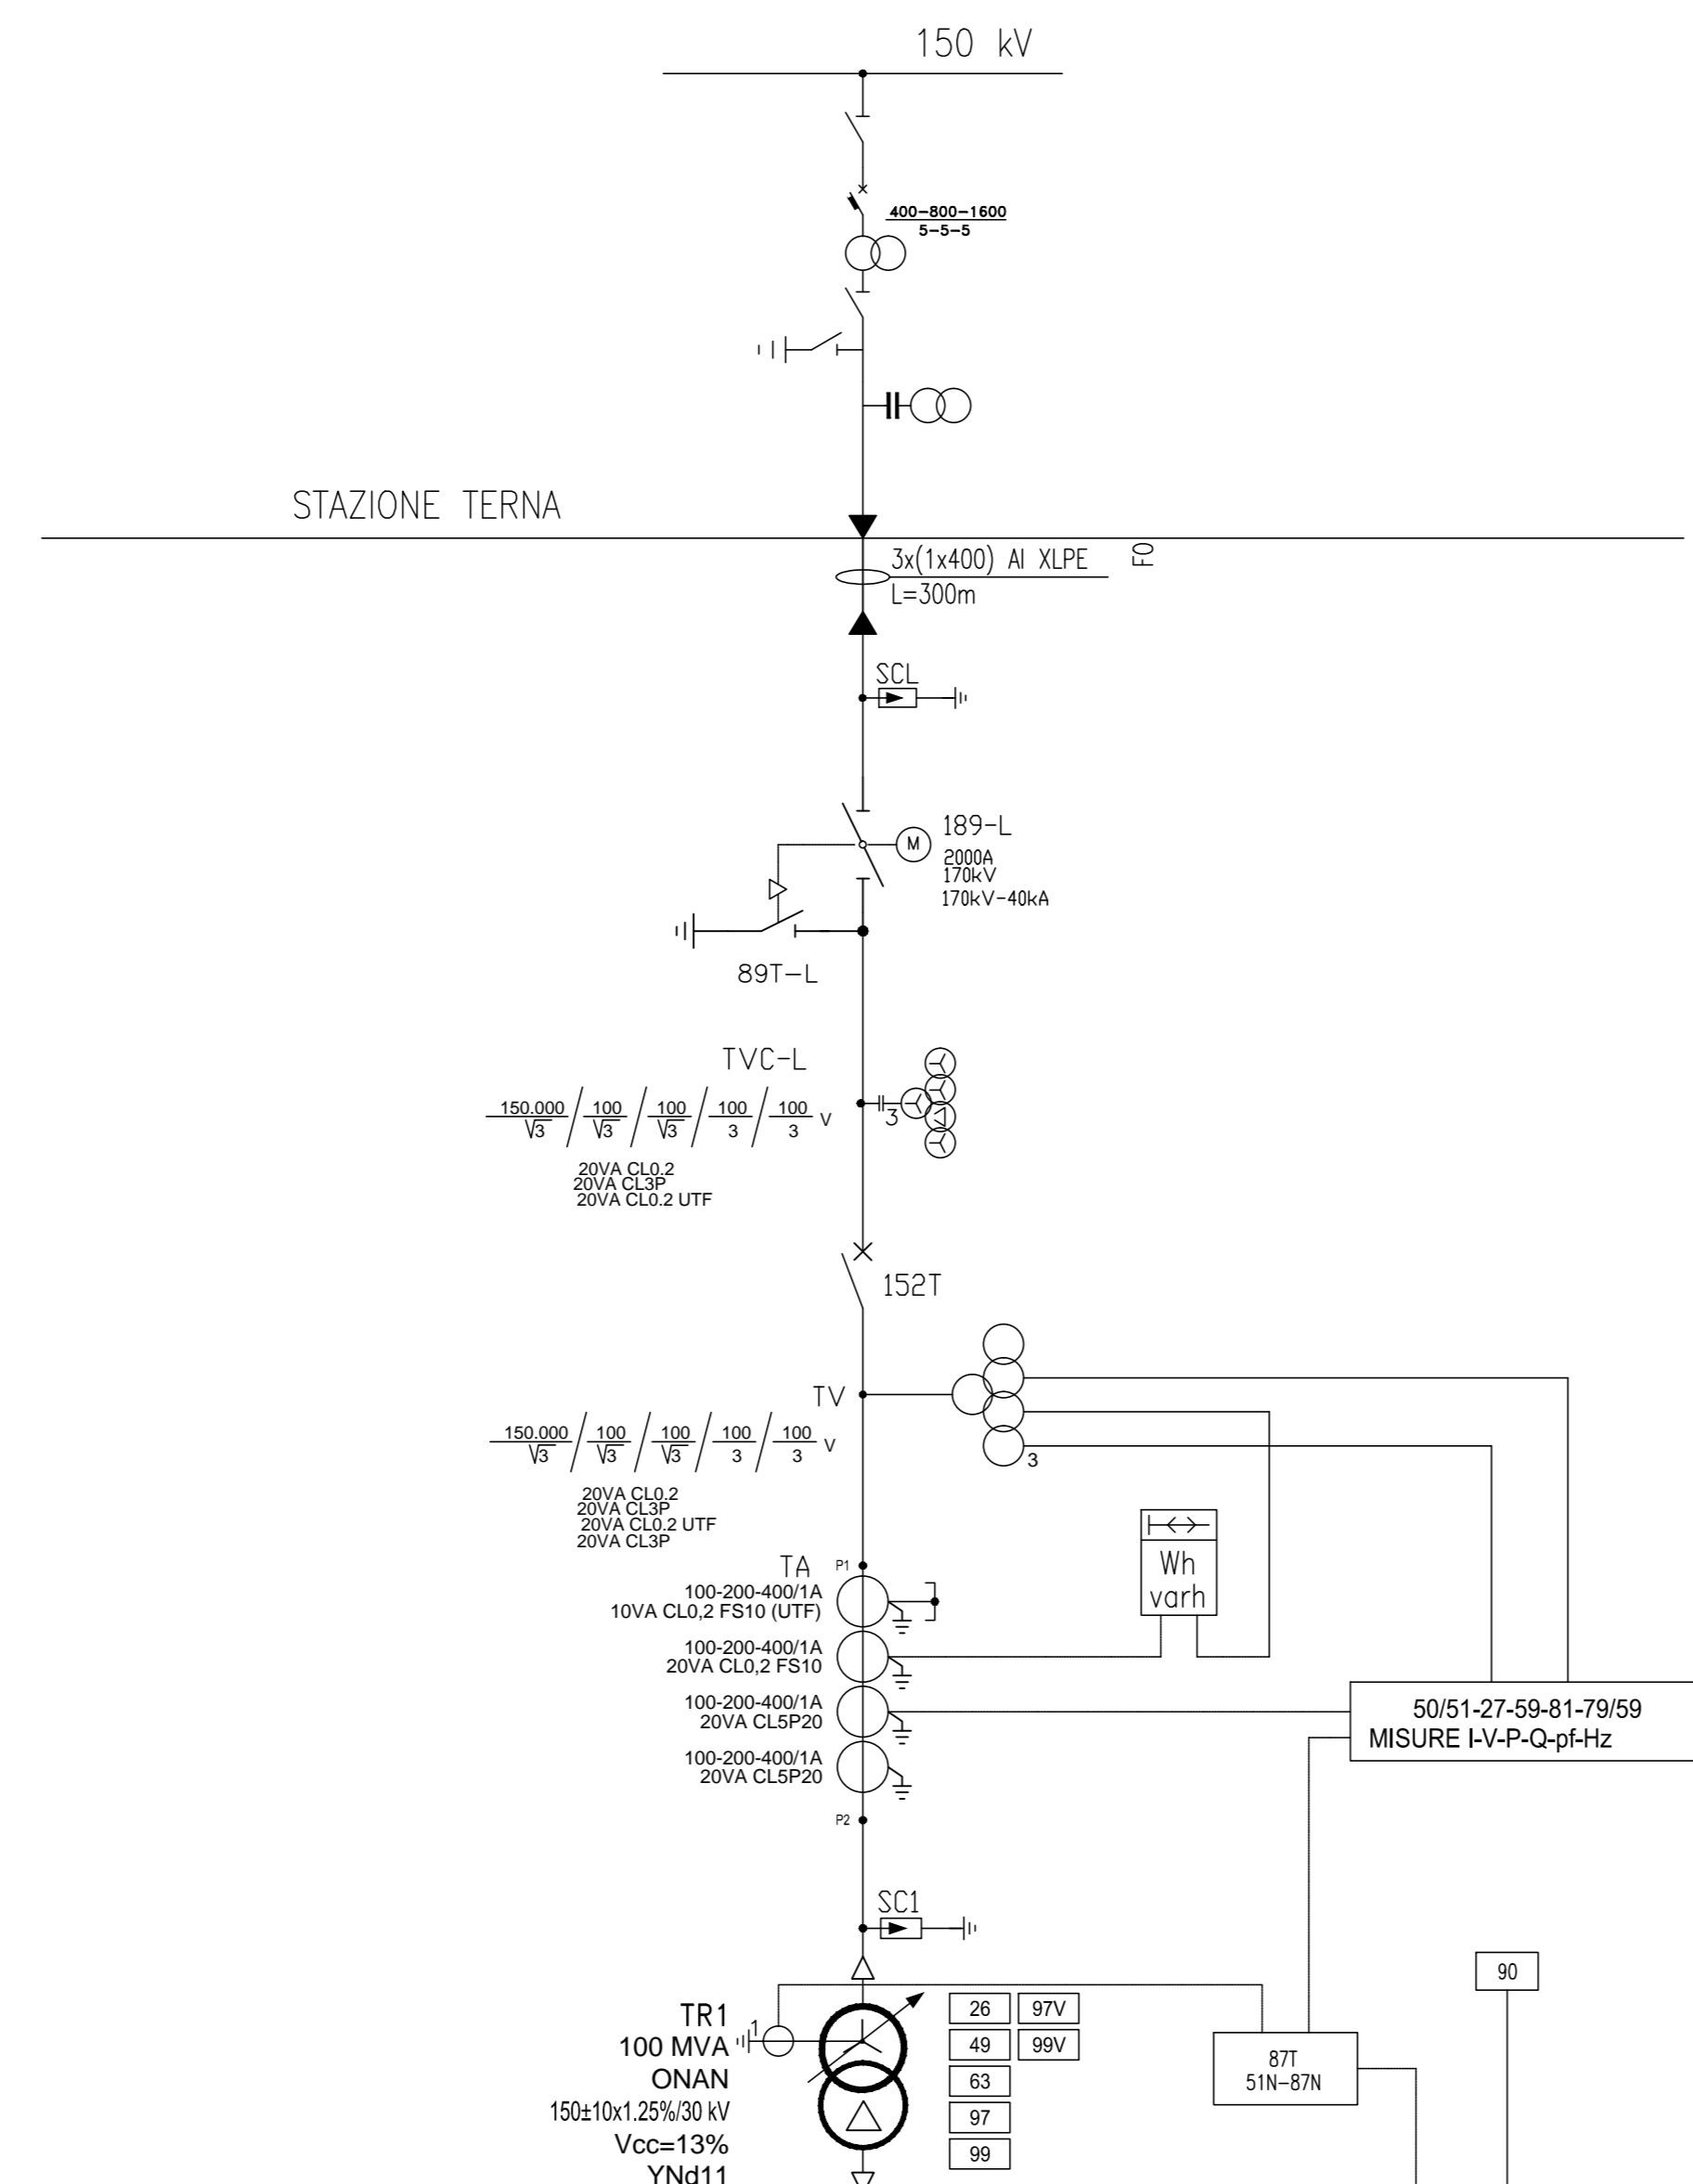 150 kV
400-800-1600
5-5-5
STAZIONE TERNA
3x(1x400) Al XLPE
FO
L=300m
SCL
189-L
M
2000A
170kV
170kV-40kA
89T-L
TVC-L
150.000/√3 / 100/√3 / 100/√3 / 100/3 / 100/3 V
3
20VA CL0.2
20VA CL3P
20VA CL0.2 UTF
152T
TV
150.000/√3 / 100/√3 / 100/√3 / 100/3 / 100/3 V
3
20VA CL0.2
20VA CL3P
20VA CL0.2 UTF
20VA CL3P
Wh
varh
TA
P1
100-200-400/1A
10VA CL0,2 FS10 (UTF)
100-200-400/1A
20VA CL0,2 FS10
100-200-400/1A
20VA CL5P20
100-200-400/1A
20VA CL5P20
P2
50/51-27-59-81-79/59
MISURE I-V-P-Q-pf-Hz
SC1
90
TR1
100 MVA
ONAN
150±10x1.25%/30 kV
Vcc=13%
YNd11
1
26 97V
49 99V
63
97
99
87T
51N-87N